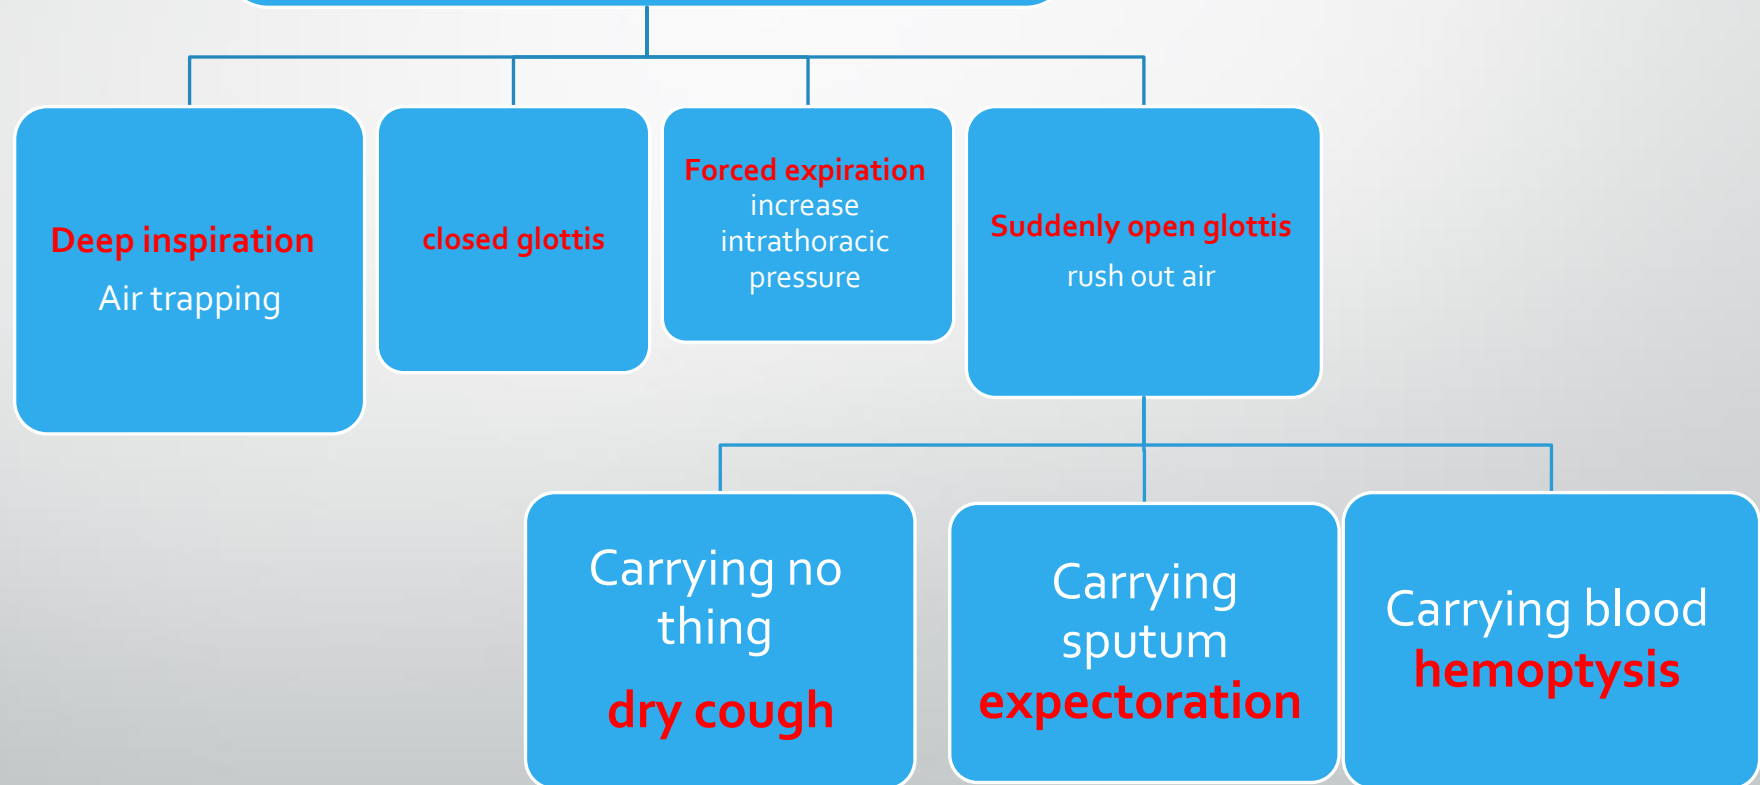 Deep inspiration
Air trapping
closed glottis
Forced expiration
increase
intrathoracic
pressure
Suddenly open glottis
rush out air
Carrying no
thing
dry cough
Carrying
sputum
expectoration
Carrying blood
hemoptysis